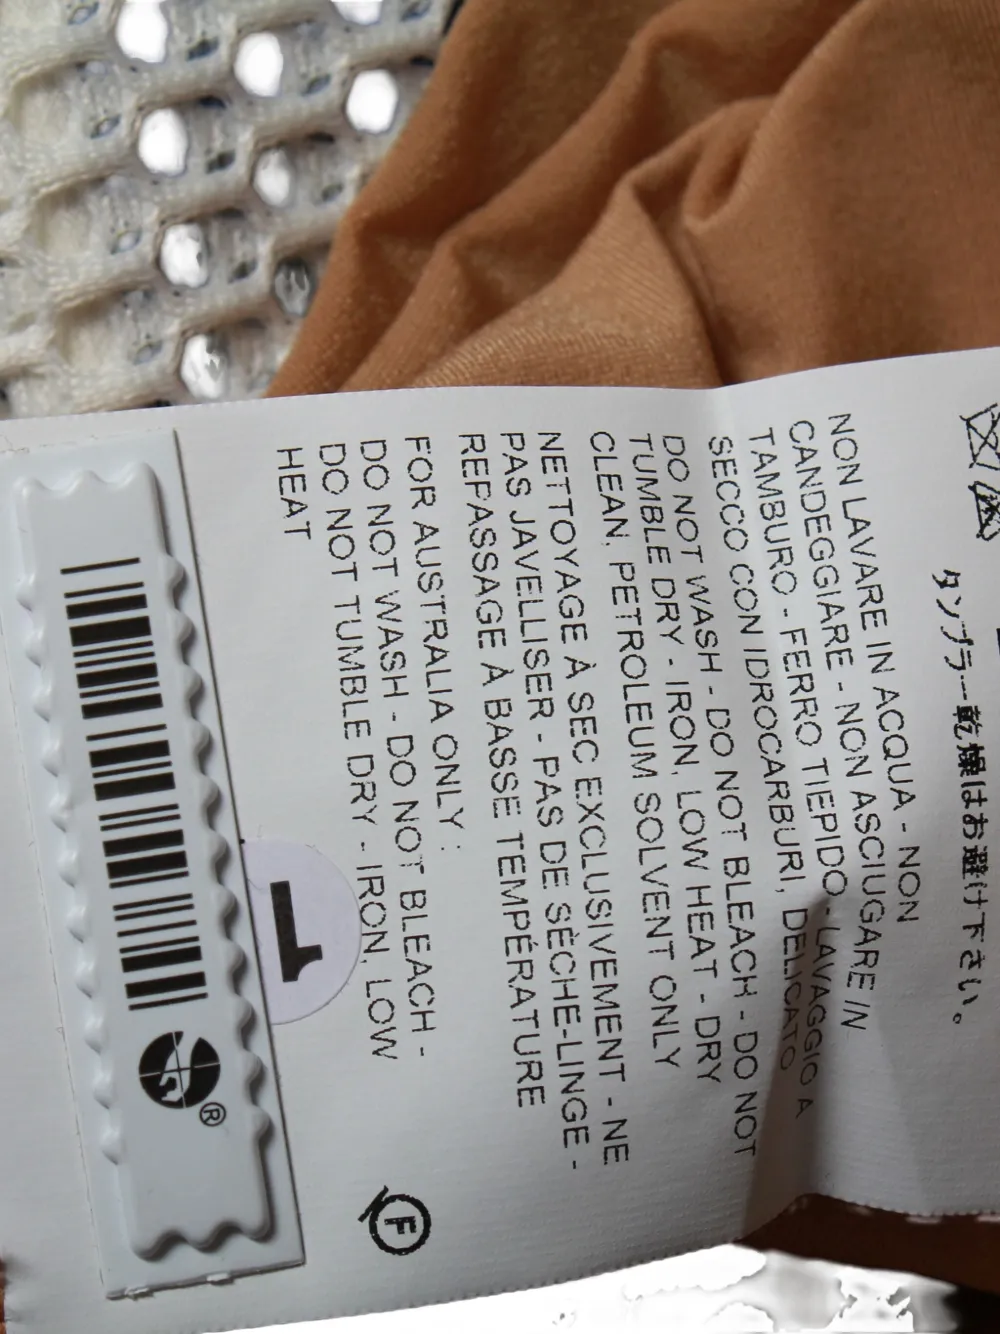 タンブラー乾燥はお避け下さい。
NON LAVARE IN ACQUA - NON
CANDEGGIARE - NON ASCIUGARE IN
TAMBURO - FERRO TIEPIDO - LAVAGGIO A
SECCO CON IDROCARBURI, DELICATO
DO NOT WASH - DO NOT BLEACH - DO NOT
TUMBLE DRY - IRON, LOW HEAT - DRY
CLEAN, PETROLEUM SOLVENT ONLY
NETTOYAGE À SEC EXCLUSIVEMENT - NE
PAS JAVELLISER - PAS DE SÈCHE-LINGE -
REPASSAGE À BASSE TEMPÉRATURE
FOR AUSTRALIA ONLY :
DO NOT WASH - DO NOT BLEACH -
DO NOT TUMBLE DRY - IRON, LOW
HEAT
F
1
®